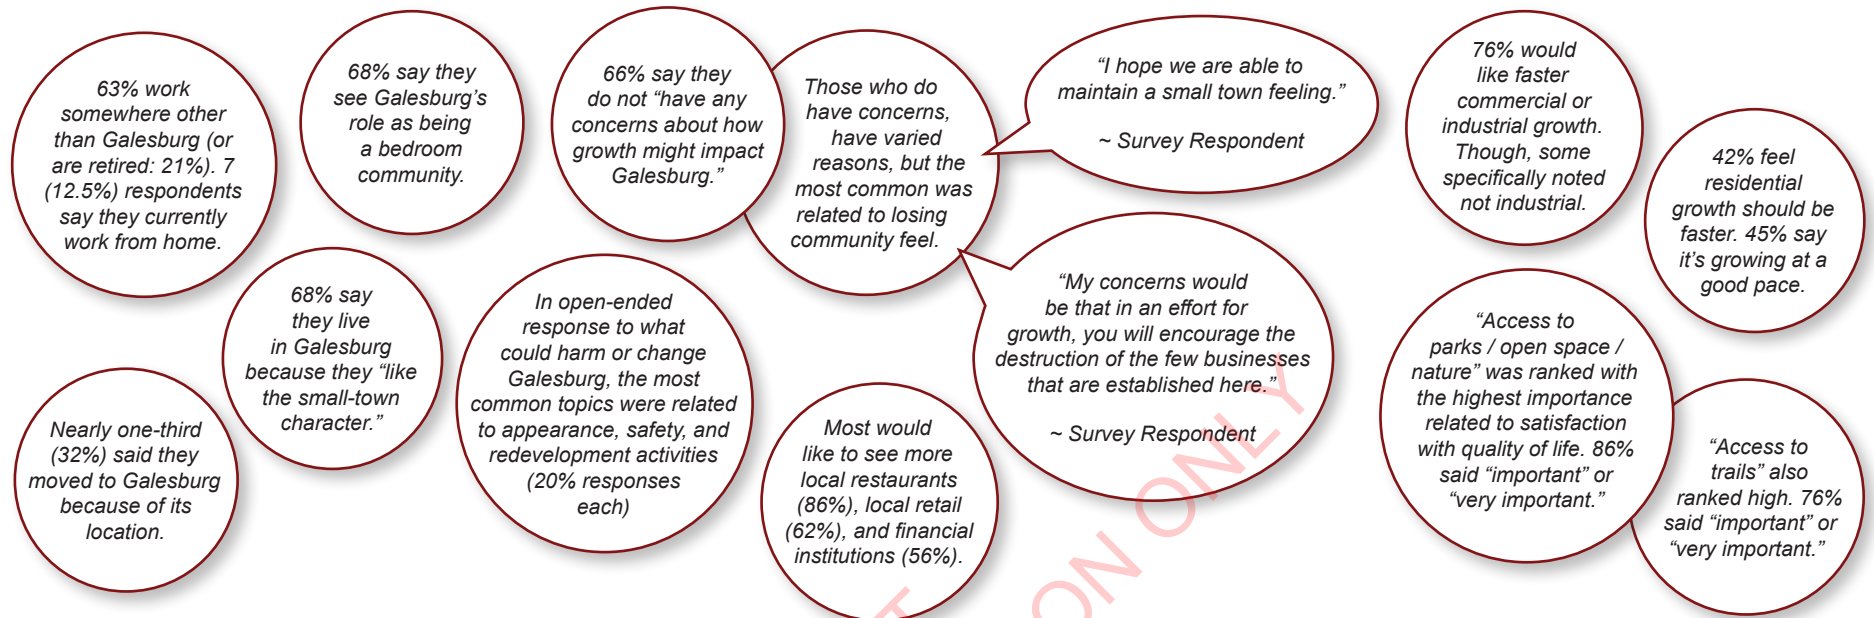 63% work
somewhere other
than Galesburg (or
are retired: 21%). 7
(12.5%) respondents
say they currently
work from home.
68% say they
see Galesburg's
role as being
a bedroom
community.
66% say they
do not “have any
concerns about how
growth might impact
Galesburg.”
Those who do
have concerns,
have varied
reasons, but the
most common was
related to losing
community feel.
“I hope we are able to
maintain a small town feeling.”
~ Survey Respondent
76% would
like faster
commercial or
industrial growth.
Though, some
specifically noted
not industrial.
42% feel
residential
growth should be
faster. 45% say
it's growing at a
good pace.
Nearly one-third
(32%) said they
moved to Galesburg
because of its
location.
68% say
they live
in Galesburg
because they “like
the small-town
character.”
In open-ended
response to what
could harm or change
Galesburg, the most
common topics were related
to appearance, safety, and
redevelopment activities
(20% responses
each)
Most would
like to see more
local restaurants
(86%), local retail
(62%), and financial
institutions (56%).
“My concerns would
be that in an effort for
growth, you will encourage the
destruction of the few businesses
that are established here.”
~ Survey Respondent
“Access to
parks / open space /
nature” was ranked with
the highest importance
related to satisfaction
with quality of life. 86%
said “important” or
“very important.”
“Access to
trails” also
ranked high. 76%
said “important” or
“very important.”
ON ONLY